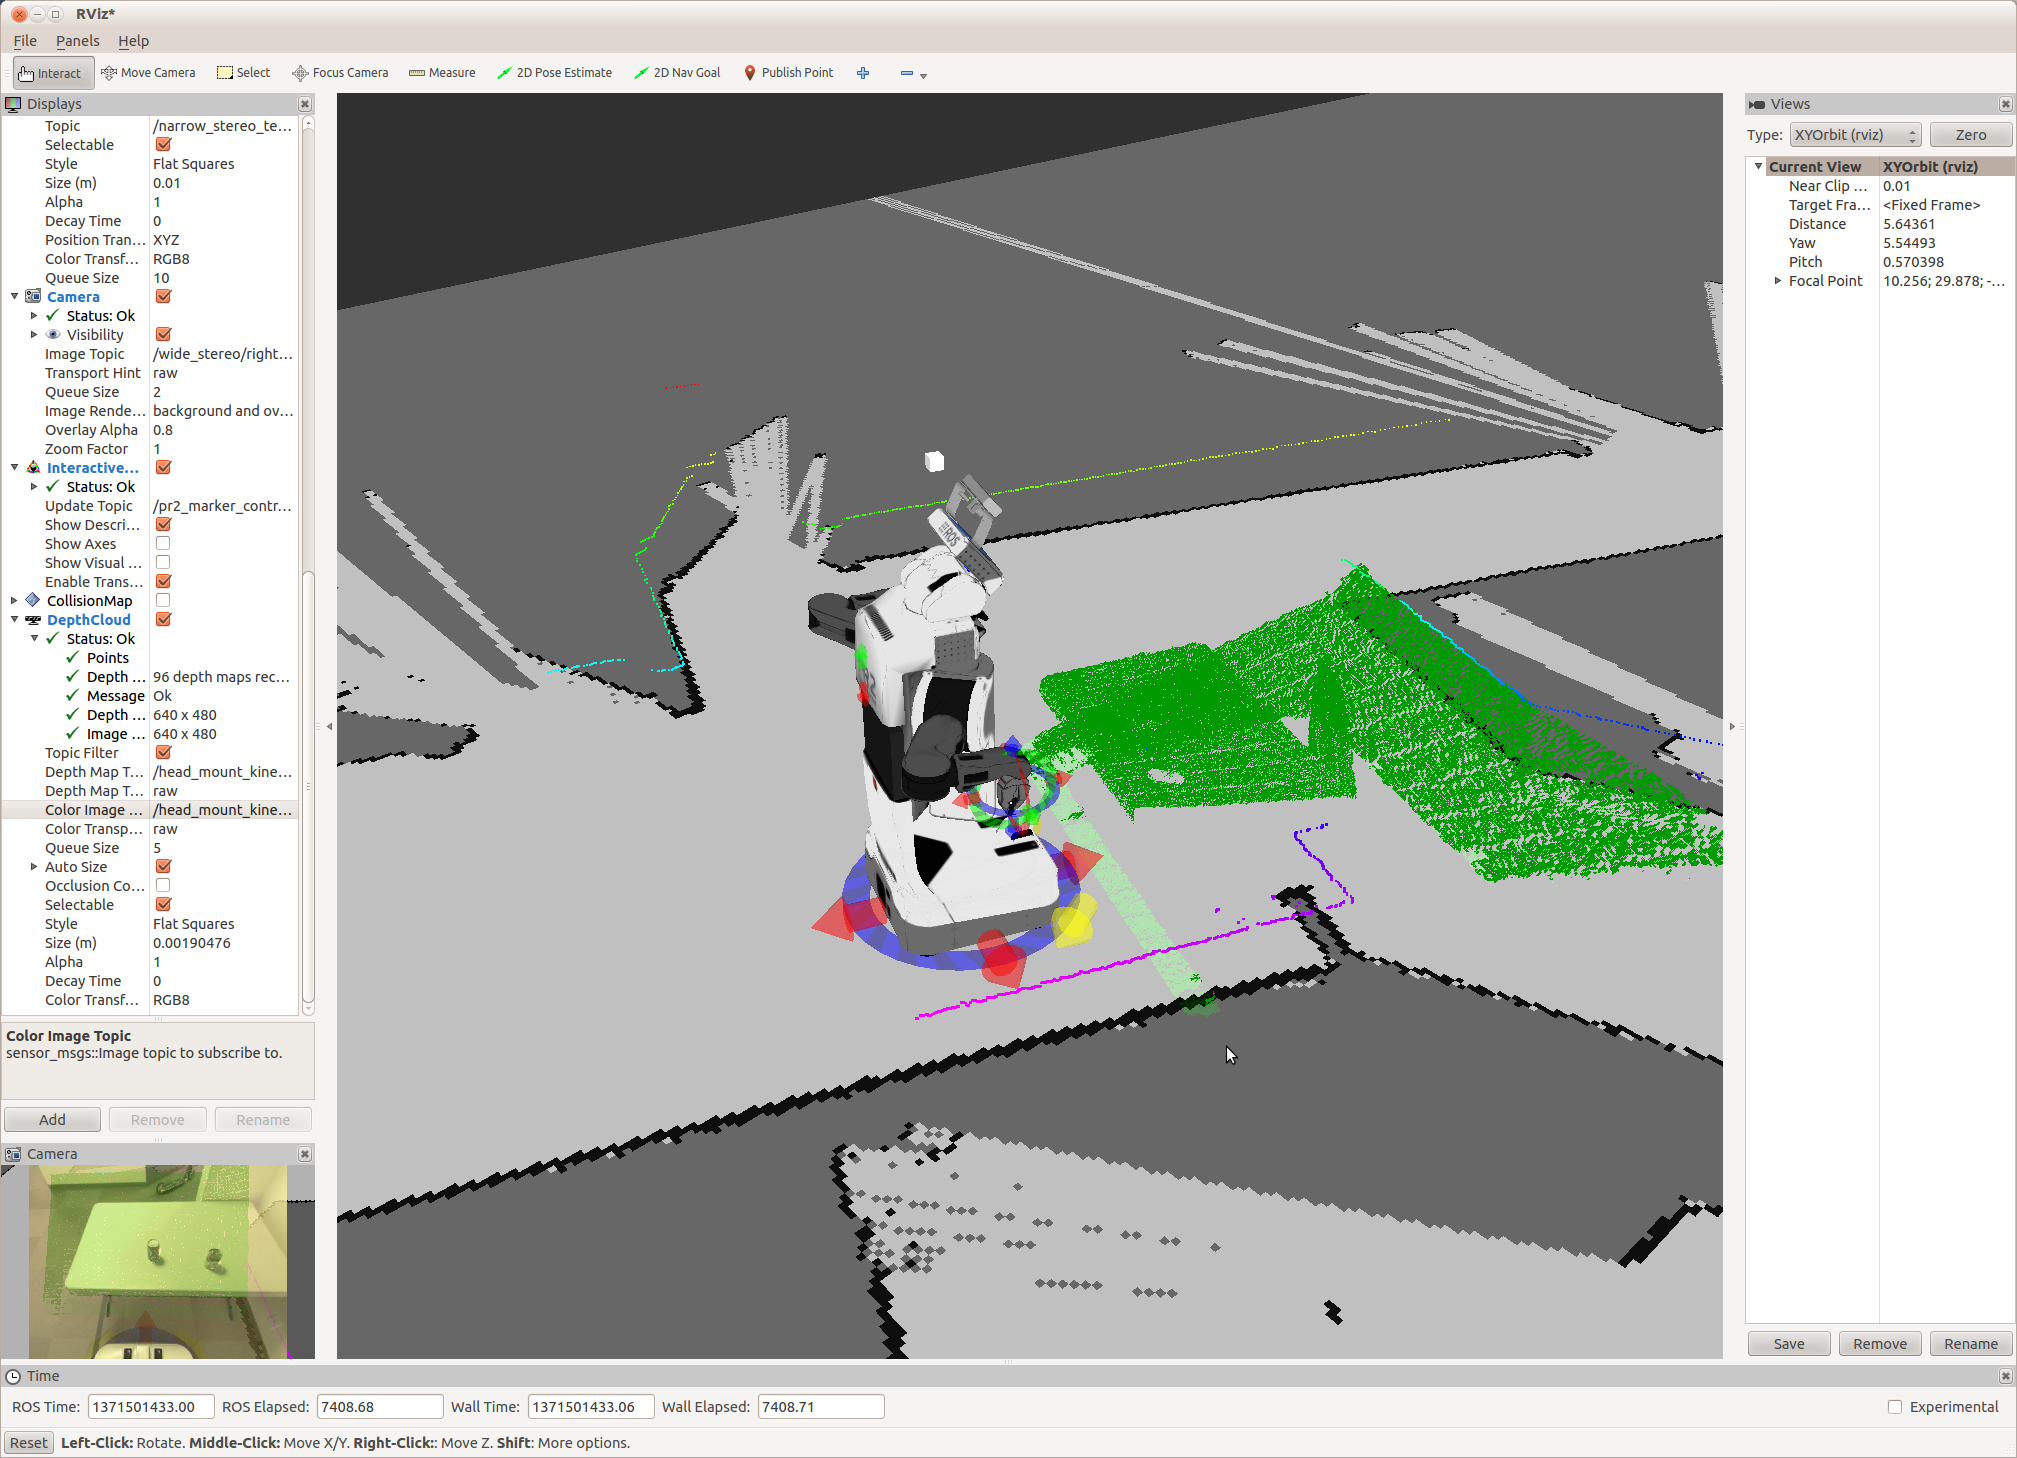 RViz*
File Panels Help
Interact Move Camera Select Focus Camera Measure 2D Pose Estimate 2D Nav Goal Publish Point
Displays
Topic /narrow_stereo_te...
Selectable
Style Flat Squares
Size (m) 0.01
Alpha 1
Decay Time 0
Position Tran... XYZ
Color Transf... RGB8
Queue Size 10
Camera
Status: Ok
Visibility
Image Topic /wide_stereo/right...
Transport Hint raw
Queue Size 2
Image Rende... background and ov...
Overlay Alpha 0.8
Zoom Factor 1
Interactive...
Status: Ok
Update Topic /pr2_marker_contr...
Show Descri...
Show Axes
Show Visual ...
Enable Trans...
CollisionMap
DepthCloud
Status: Ok
Points
Depth ... 96 depth maps rec...
Message Ok
Depth ... 640 x 480
Image ... 640 x 480
Topic Filter
Depth Map T... /head_mount_kine...
Depth Map T... raw
Color Image ... /head_mount_kine...
Color Transp... raw
Queue Size 5
Auto Size
Occlusion Co...
Selectable
Style Flat Squares
Size (m) 0.00190476
Alpha 1
Decay Time 0
Color Transf... RGB8
Color Image Topic
sensor_msgs::Image topic to subscribe to.
Add Remove Rename
Camera
ROS
Views
Type: XYOrbit (rviz) Zero
Current View XYOrbit (rviz)
Near Clip ... 0.01
Target Fra... <Fixed Frame>
Distance 5.64361
Yaw 5.54493
Pitch 0.570398
Focal Point 10.256; 29.878; -...
Save Remove Rename
Time
ROS Time: 1371501433.00 ROS Elapsed: 7408.68 Wall Time: 1371501433.06 Wall Elapsed: 7408.71 Experimental
Reset Left-Click: Rotate. Middle-Click: Move X/Y. Right-Click:: Move Z. Shift: More options.